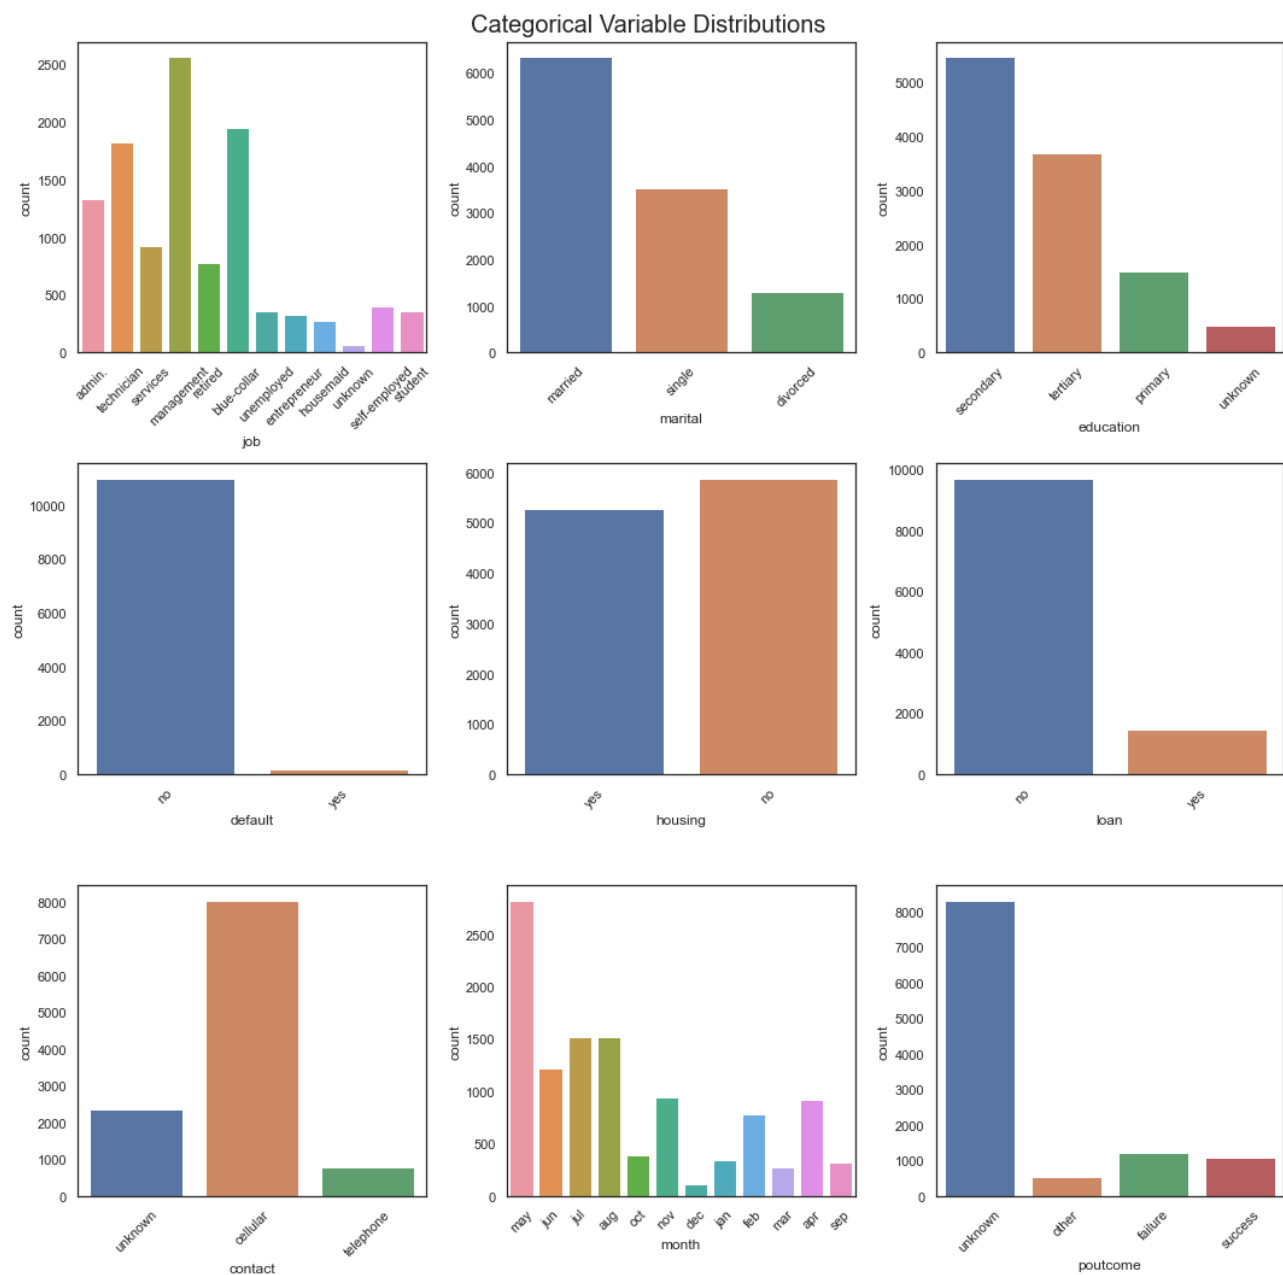 Categorical Variable Distributions
2500
2000
1500
1000
500
0
count
admin.
technician
services
management
retired
blue-collar
unemployed
entrepreneur
housemaid
unknown
self-employed
student
job
6000
5000
4000
3000
2000
1000
0
count
married
single
divorced
marital
5000
4000
3000
2000
1000
0
count
secondary
tertiary
primary
unknown
education
10000
8000
6000
4000
2000
0
count
no
yes
default
6000
5000
4000
3000
2000
1000
0
count
yes
no
housing
10000
8000
6000
4000
2000
0
count
no
yes
loan
8000
7000
6000
5000
4000
3000
2000
1000
0
count
unknown
cellular
telephone
contact
2500
2000
1500
1000
500
0
count
may
jun
jul
aug
oct
nov
dec
jan
feb
mar
apr
sep
month
8000
7000
6000
5000
4000
3000
2000
1000
0
count
unknown
other
failure
success
poutcome